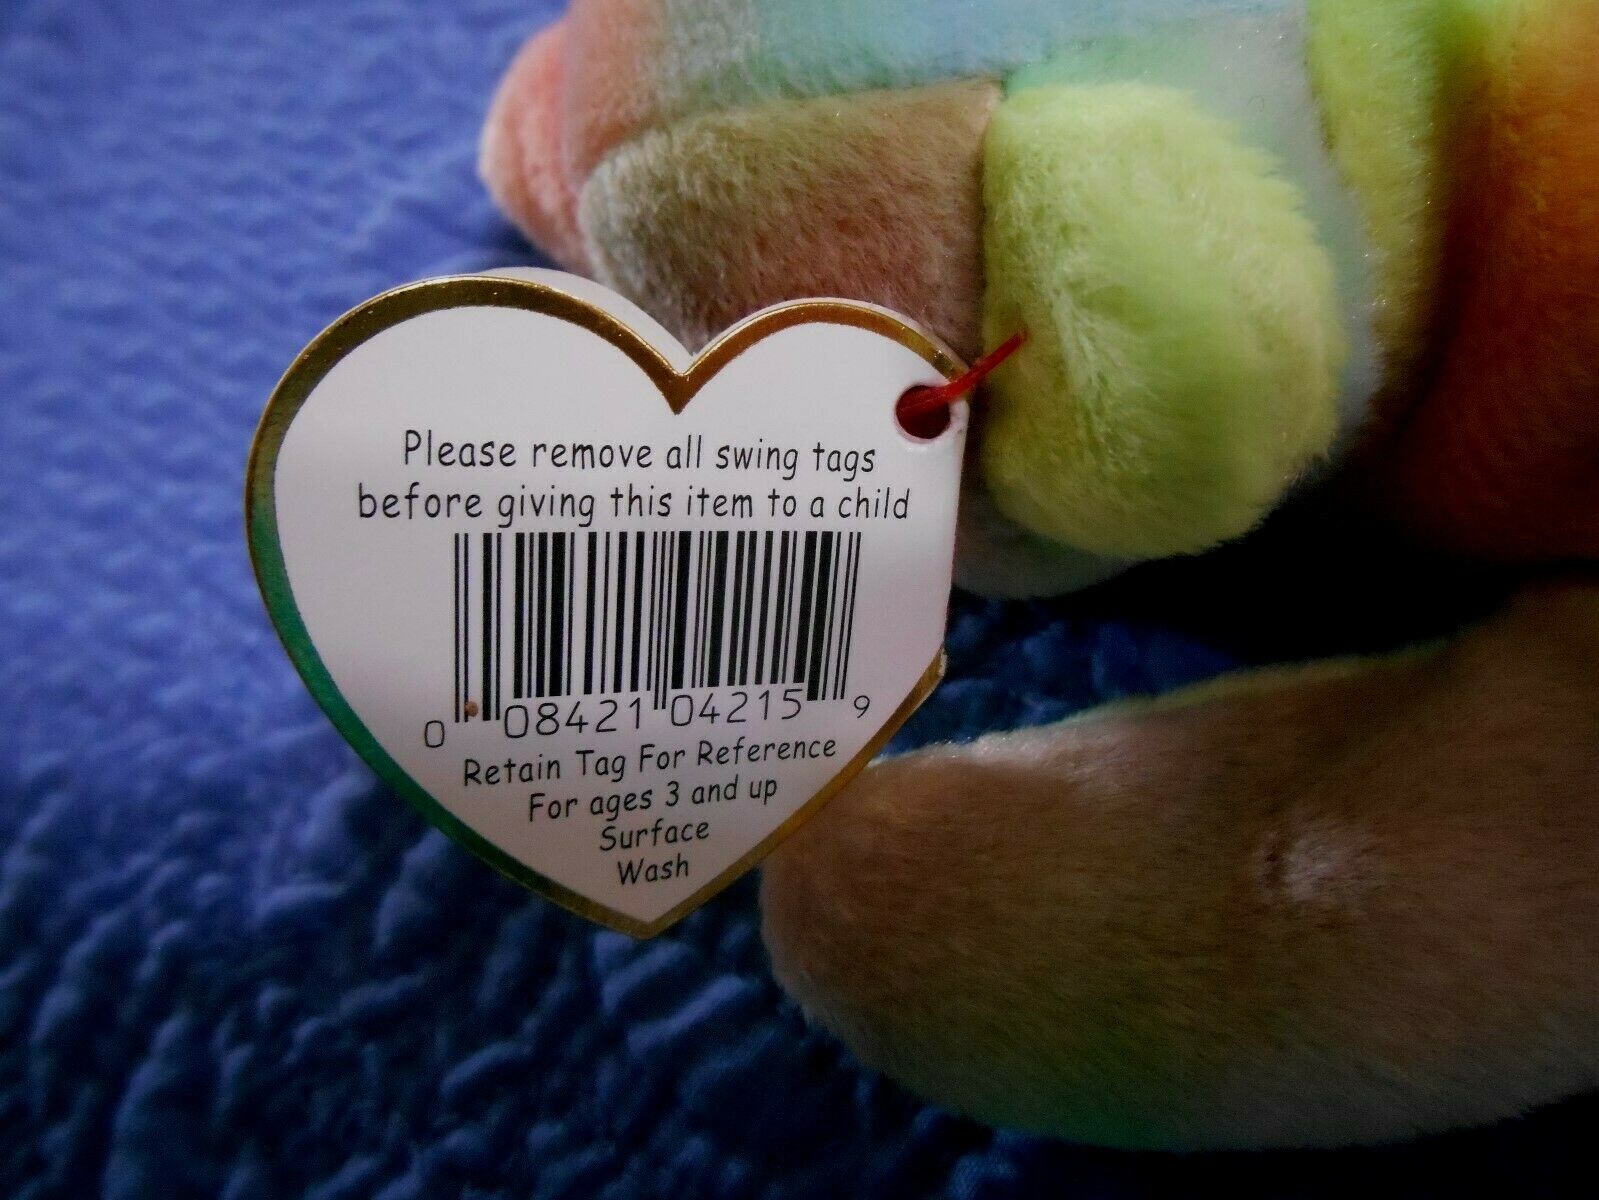 Please remove all swing tags
before giving this item to a child
0 08421 04215 9
Retain Tag For Reference
For ages 3 and up
Surface
Wash